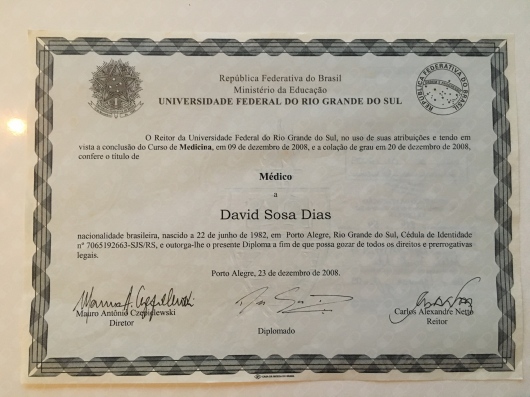 República Federativa do Brasil
Ministério da Educação
UNIVERSIDADE FEDERAL DO RIO GRANDE DO SUL
REPÚBLICA FEDERATIVA DO BRASIL
O Reitor da Universidade Federal do Rio Grande do Sul, no uso de suas atribuições e tendo em
vista a conclusão do Curso de Medicina, em 09 de dezembro de 2008, e a colação de grau em 20 de dezembro de 2008,
confere o título de
Médico
a
David Sosa Dias
nacionalidade brasileira, nascido a 22 de junho de 1982, em Porto Alegre, Rio Grande do Sul, Cédula de Identidade
nº 7065192663-SJS/RS, e outorga-lhe o presente Diploma a fim de que possa gozar de todos os direitos e prerrogativas
legais.
Porto Alegre, 23 de dezembro de 2008.
Mauro Antônio Czepielewski
Diretor
Diplomado
Carlos Alexandre Netto
Reitor